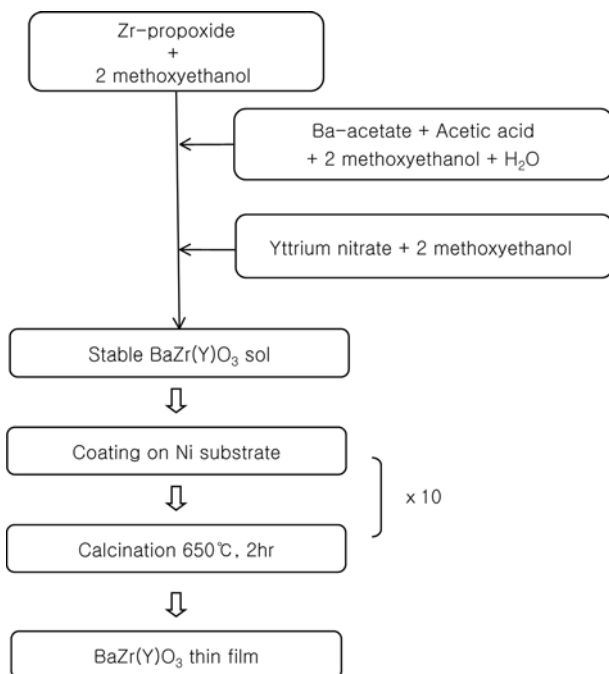 Zr-propoxide
+
2 methoxyethanol
Ba-acetate + Acetic acid
+ 2 methoxyethanol + H₂O
Yttrium nitrate + 2 methoxyethanol
Stable BaZr(Y)O₃ sol
Coating on Ni substrate
x 10
Calcination 650℃, 2hr
BaZr(Y)O₃ thin film